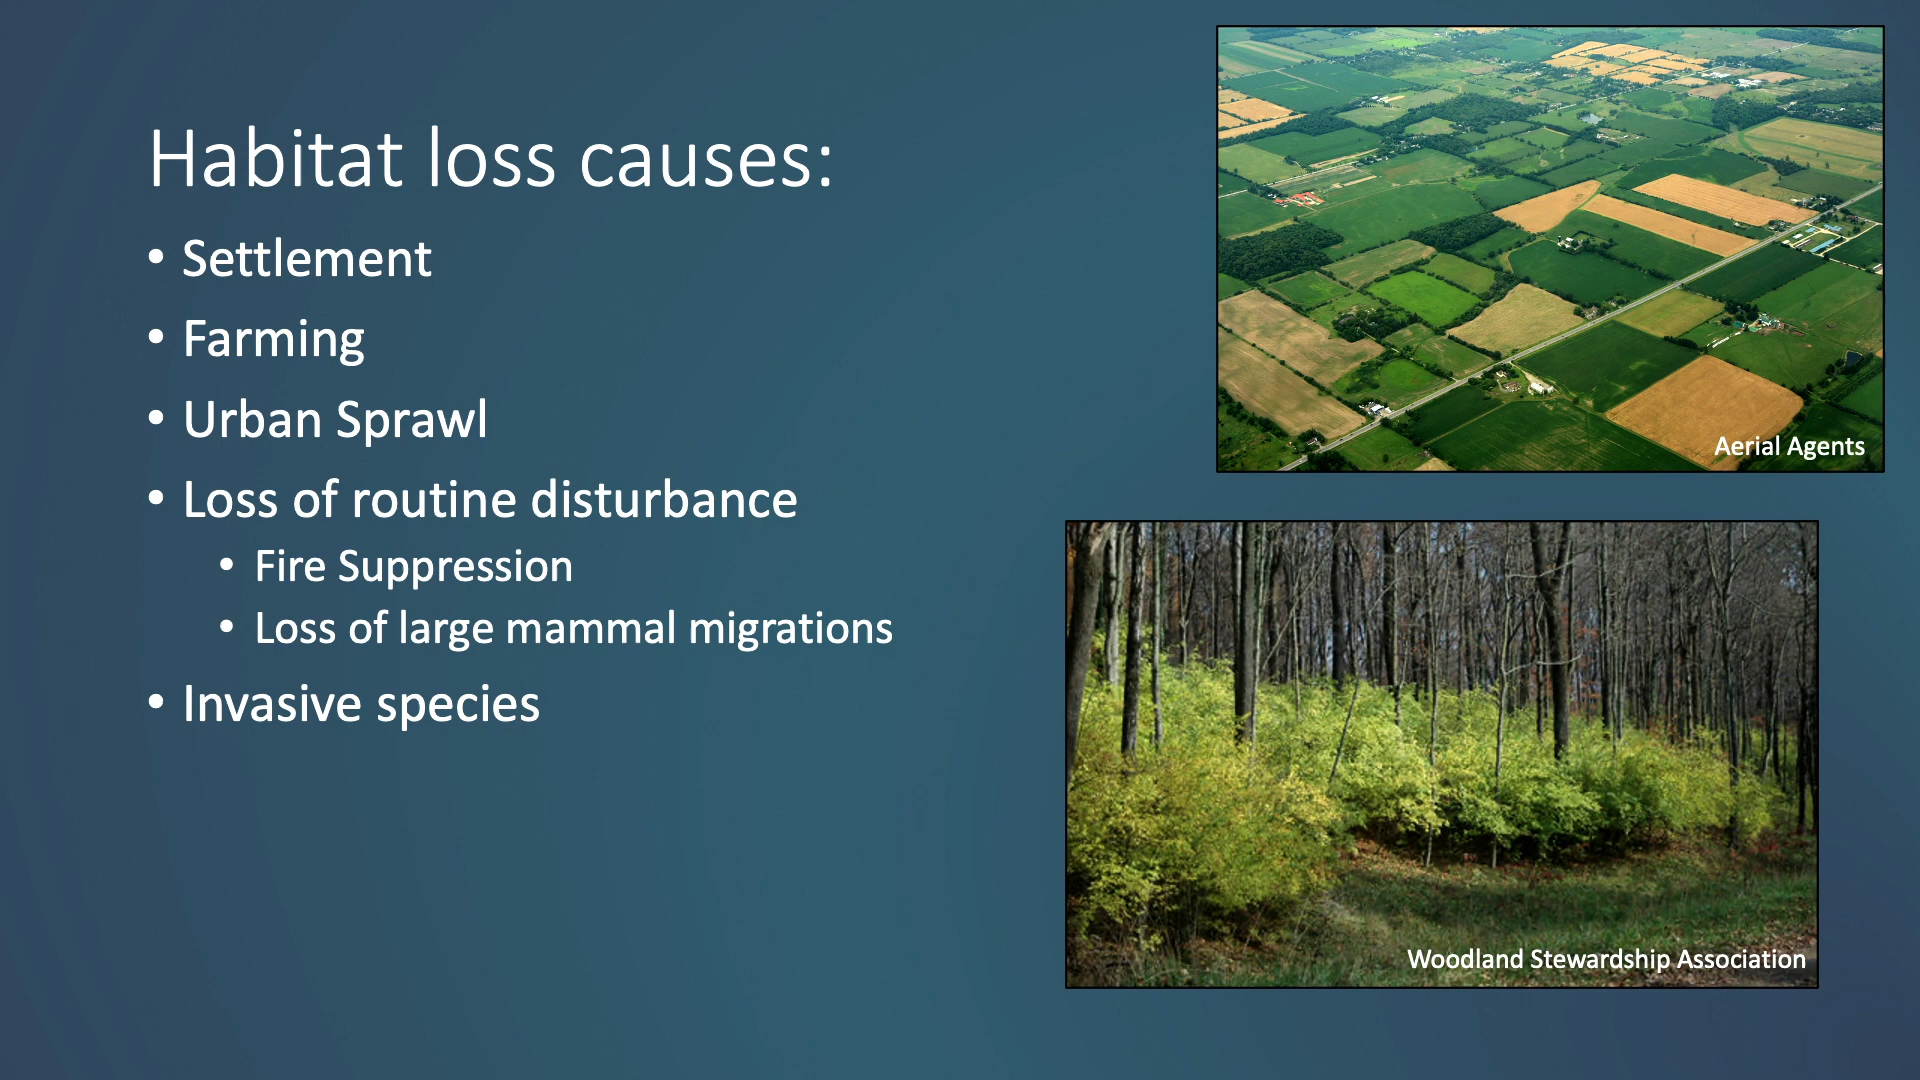 Habitat loss causes:
• Settlement
• Farming
• Urban Sprawl
• Loss of routine disturbance
• Fire Suppression
• Loss of large mammal migrations
• Invasive species
Aerial Agents
Woodland Stewardship Association